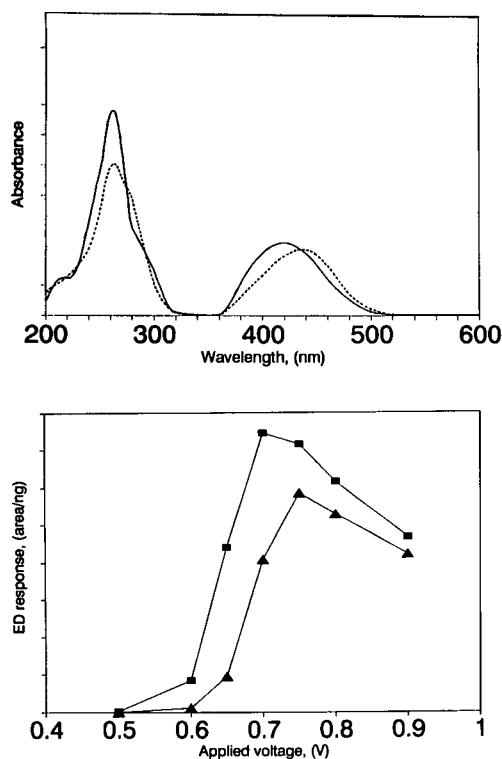 Absorbance
200 300 400 500 600
Wavelength, (nm)
ED response, (area/ng)
0.4 0.5 0.6 0.7 0.8 0.9 1
Applied voltage, (V)